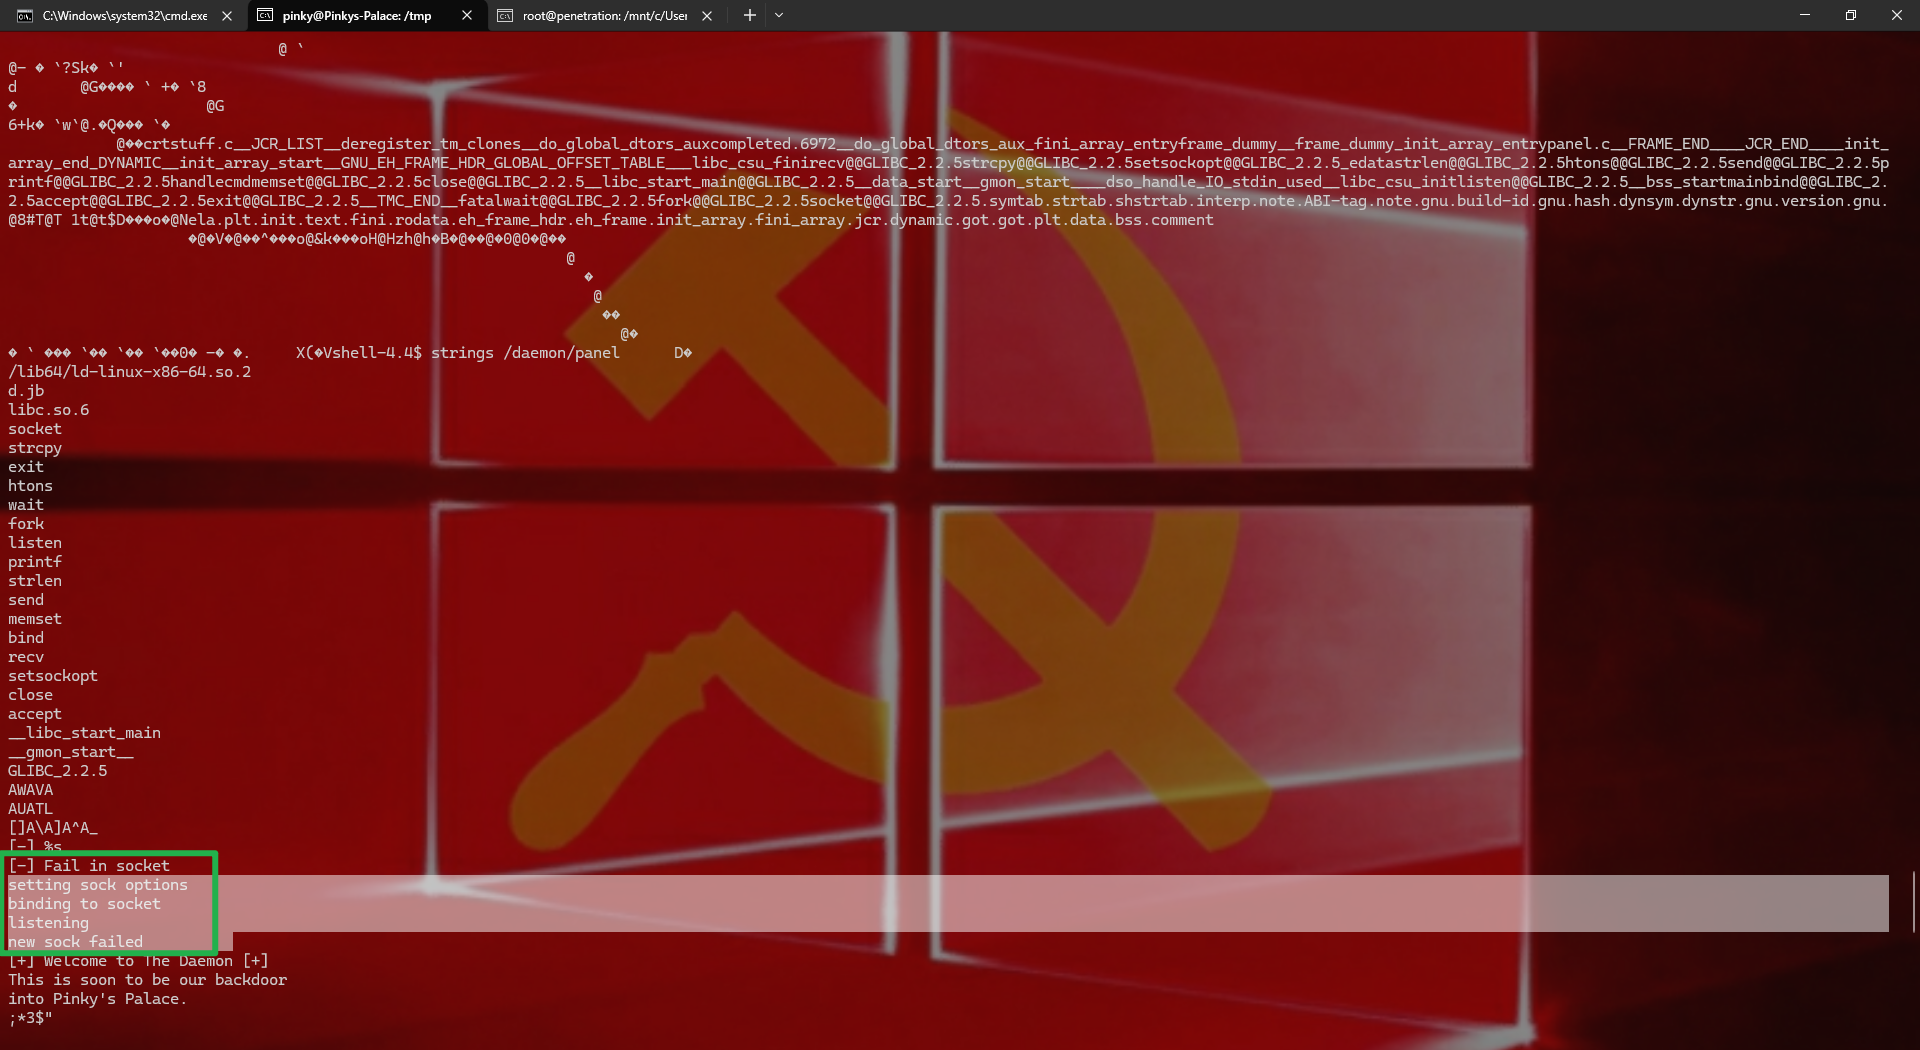 C:\Windows\system32\cmd.exe
pinky@Pinkys-Palace: /tmp
root@penetration: /mnt/c/User
@ `
@- � `?Sk� `'
d @G���� ` +� `8
� @G
6+k� `w`@.�Q��� `�
@��crtstuff.c__JCR_LIST__deregister_tm_clones__do_global_dtors_auxcompleted.6972__do_global_dtors_aux_fini_array_entryframe_dummy__frame_dummy_init_array_entrypanel.c__FRAME_END____JCR_END____init_
array_end_DYNAMIC__init_array_start__GNU_EH_FRAME_HDR_GLOBAL_OFFSET_TABLE___libc_csu_finirecv@@GLIBC_2.2.5strcpy@@GLIBC_2.2.5setsockopt@@GLIBC_2.2.5_edatastrlen@@GLIBC_2.2.5htons@@GLIBC_2.2.5send@@GLIBC_2.2.5p
rintf@@GLIBC_2.2.5handlecmdmemset@@GLIBC_2.2.5close@@GLIBC_2.2.5__libc_start_main@@GLIBC_2.2.5__data_start__gmon_start____dso_handle_IO_stdin_used__libc_csu_initlisten@@GLIBC_2.2.5__bss_startmainbind@@GLIBC_2.
2.5accept@@GLIBC_2.2.5exit@@GLIBC_2.2.5__TMC_END__fatalwait@@GLIBC_2.2.5fork@@GLIBC_2.2.5socket@@GLIBC_2.2.5.symtab.strtab.shstrtab.interp.note.ABI-tag.note.gnu.build-id.gnu.hash.dynsym.dynstr.gnu.version.gnu.
@8#T@T 1t@t$D���o�@Nela.plt.init.text.fini.rodata.eh_frame_hdr.eh_frame.init_array.fini_array.jcr.dynamic.got.got.plt.data.bss.comment
�@�V�@��^���o@&k���oH@Hzh@h�B�@��@�0@0�@��
@
�
@
��
@�
� ` ��� `�� `�� `��0� -� �. X(�Vshell-4.4$ strings /daemon/panel D�
/lib64/ld-linux-x86-64.so.2
d.jb
libc.so.6
socket
strcpy
exit
htons
wait
fork
listen
printf
strlen
send
memset
bind
recv
setsockopt
close
accept
__libc_start_main
__gmon_start__
GLIBC_2.2.5
AWAVA
AUATL
[]A\A]A^A_
[-] %s
[-] Fail in socket
setting sock options
binding to socket
listening
new sock failed
[+] Welcome to The Daemon [+]
This is soon to be our backdoor
into Pinky's Palace.
;*3$"